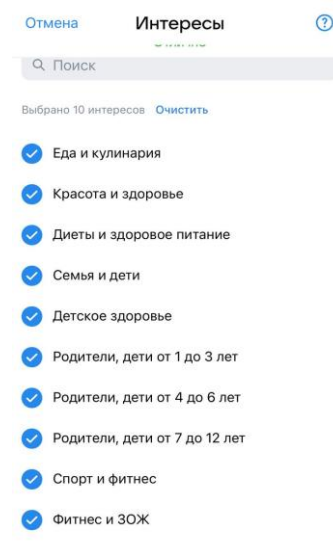 Отмена
Интересы
?
Поиск
Выбрано 10 интересов Очистить
Еда и кулинария
Красота и здоровье
Диеты и здоровое питание
Семья и дети
Детское здоровье
Родители, дети от 1 до 3 лет
Родители, дети от 4 до 6 лет
Родители, дети от 7 до 12 лет
Спорт и фитнес
Фитнес и ЗОЖ